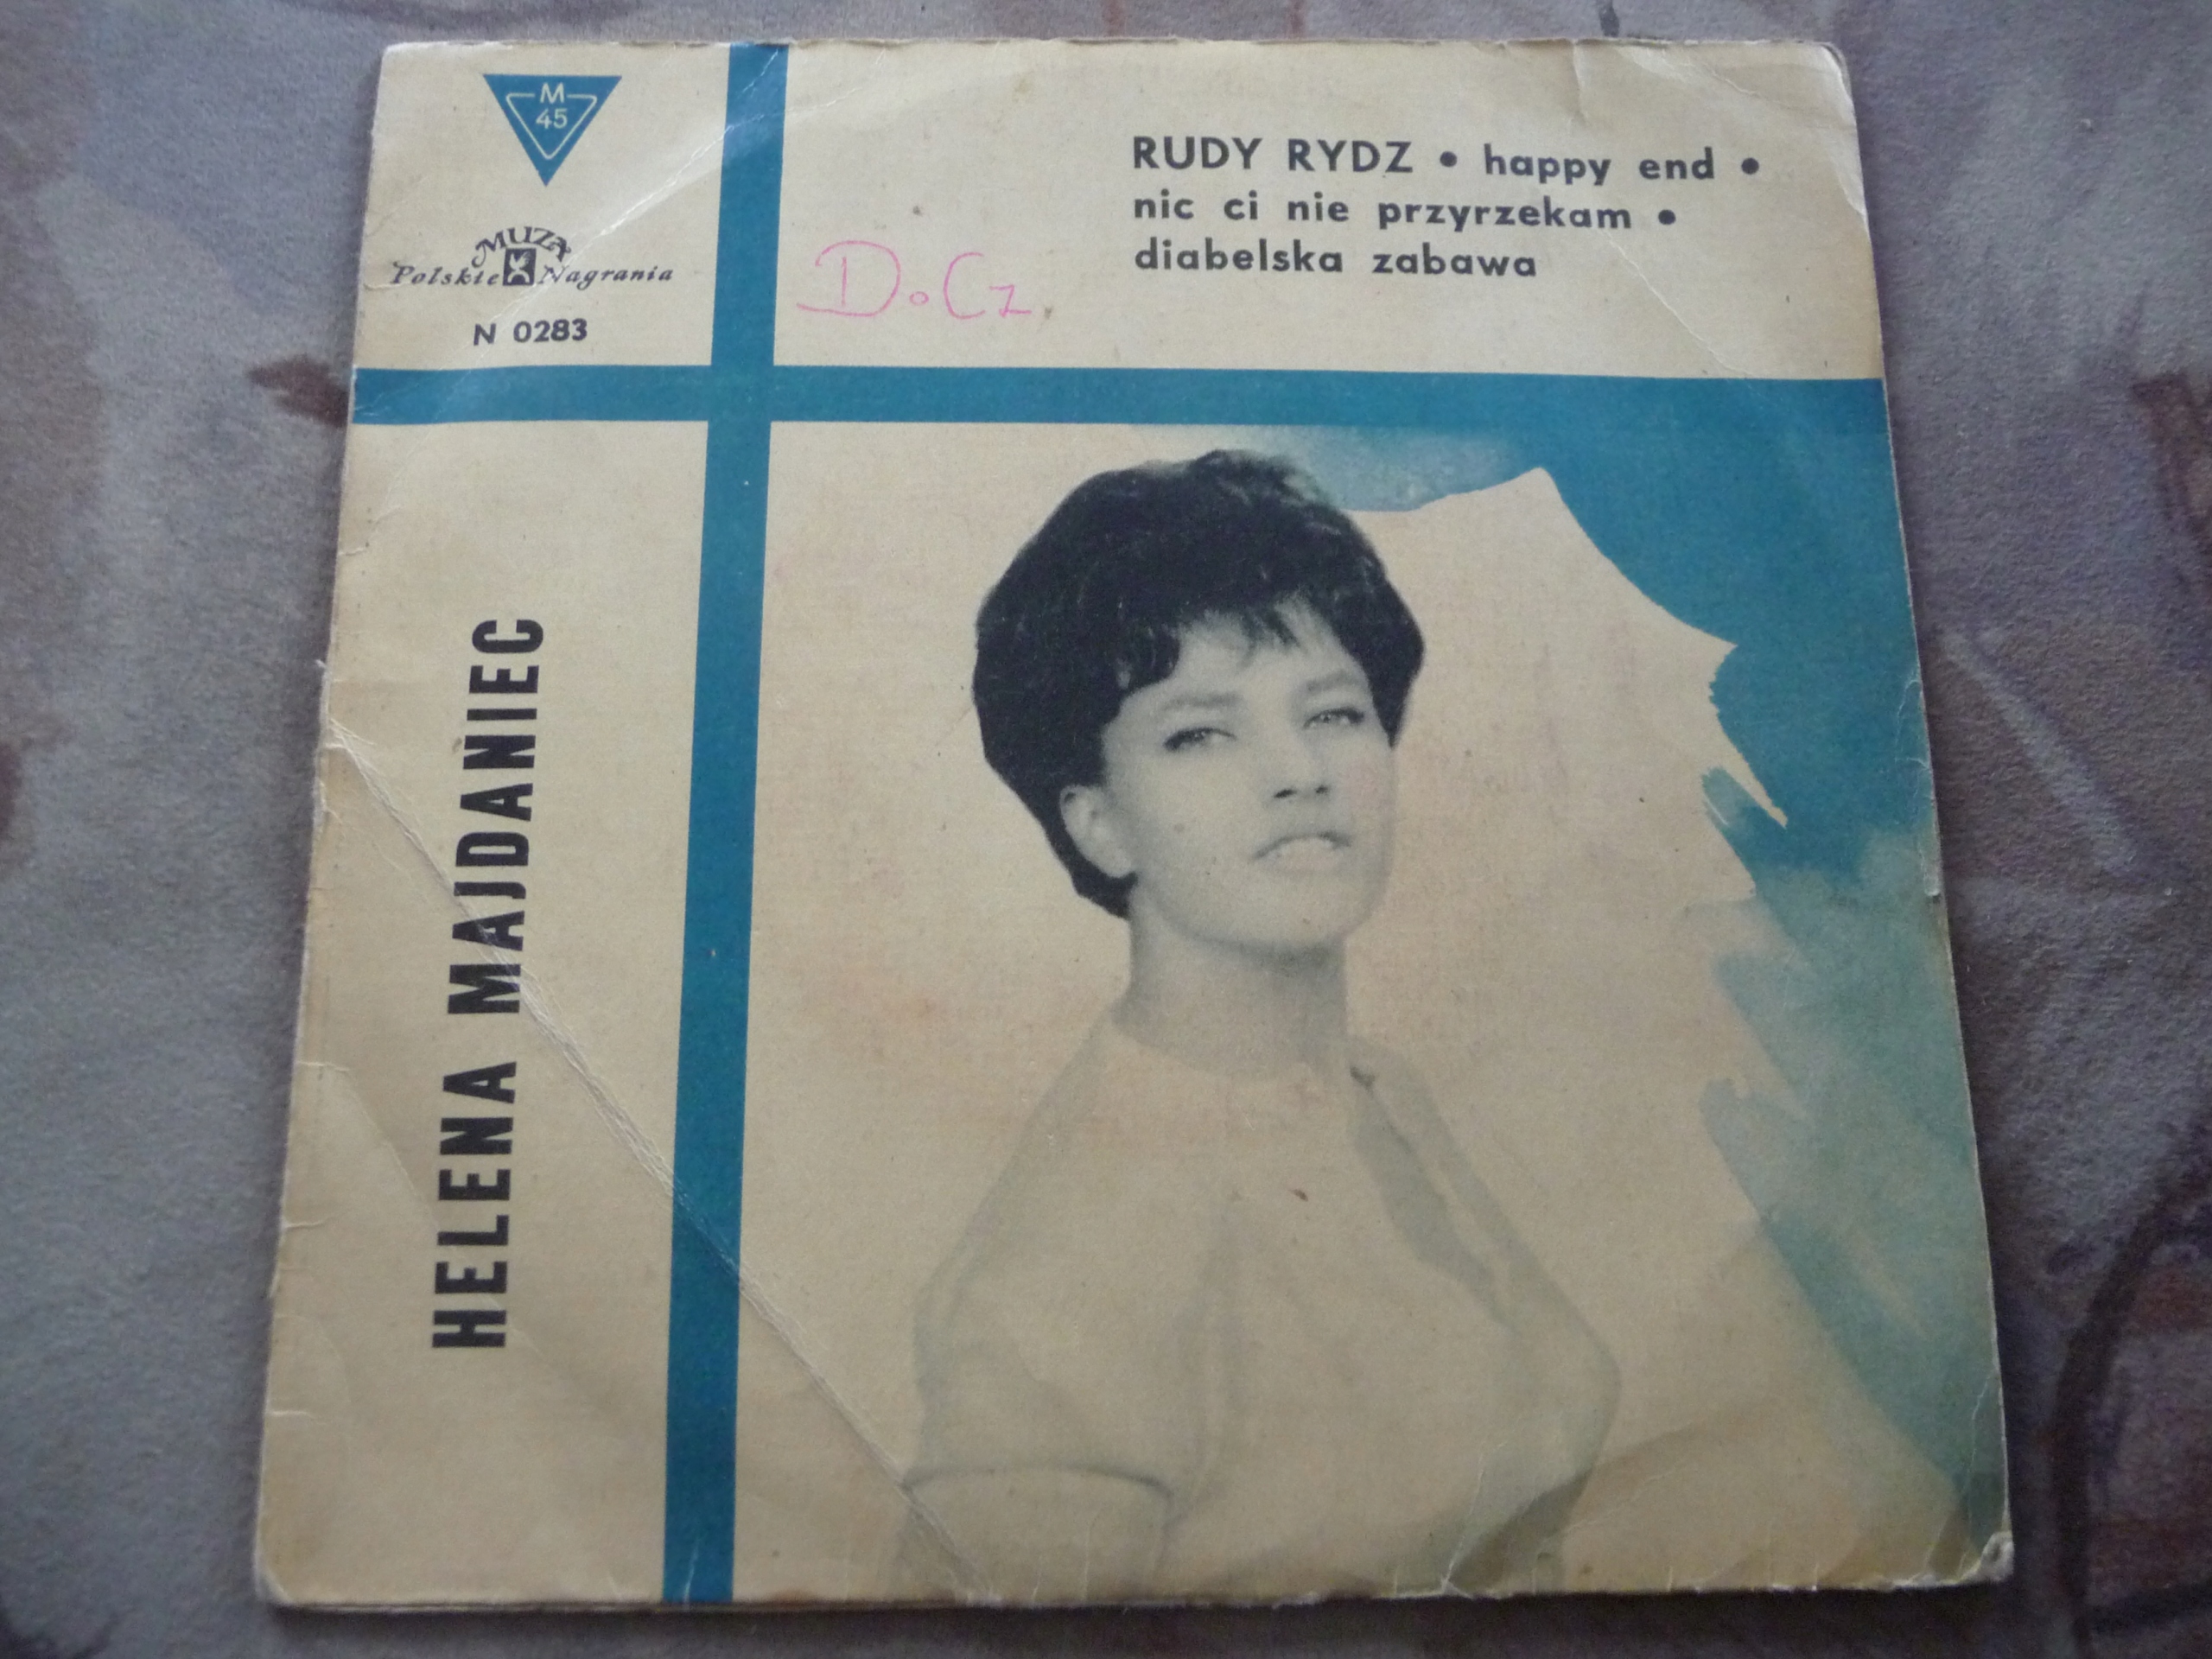 M
45
MUZA
Polskie Nagrania
N 0283
RUDY RYDZ • happy end •
nic ci nie przyrzekam •
diabelska zabawa
D.Cz.
HELENA MAJDANIEC